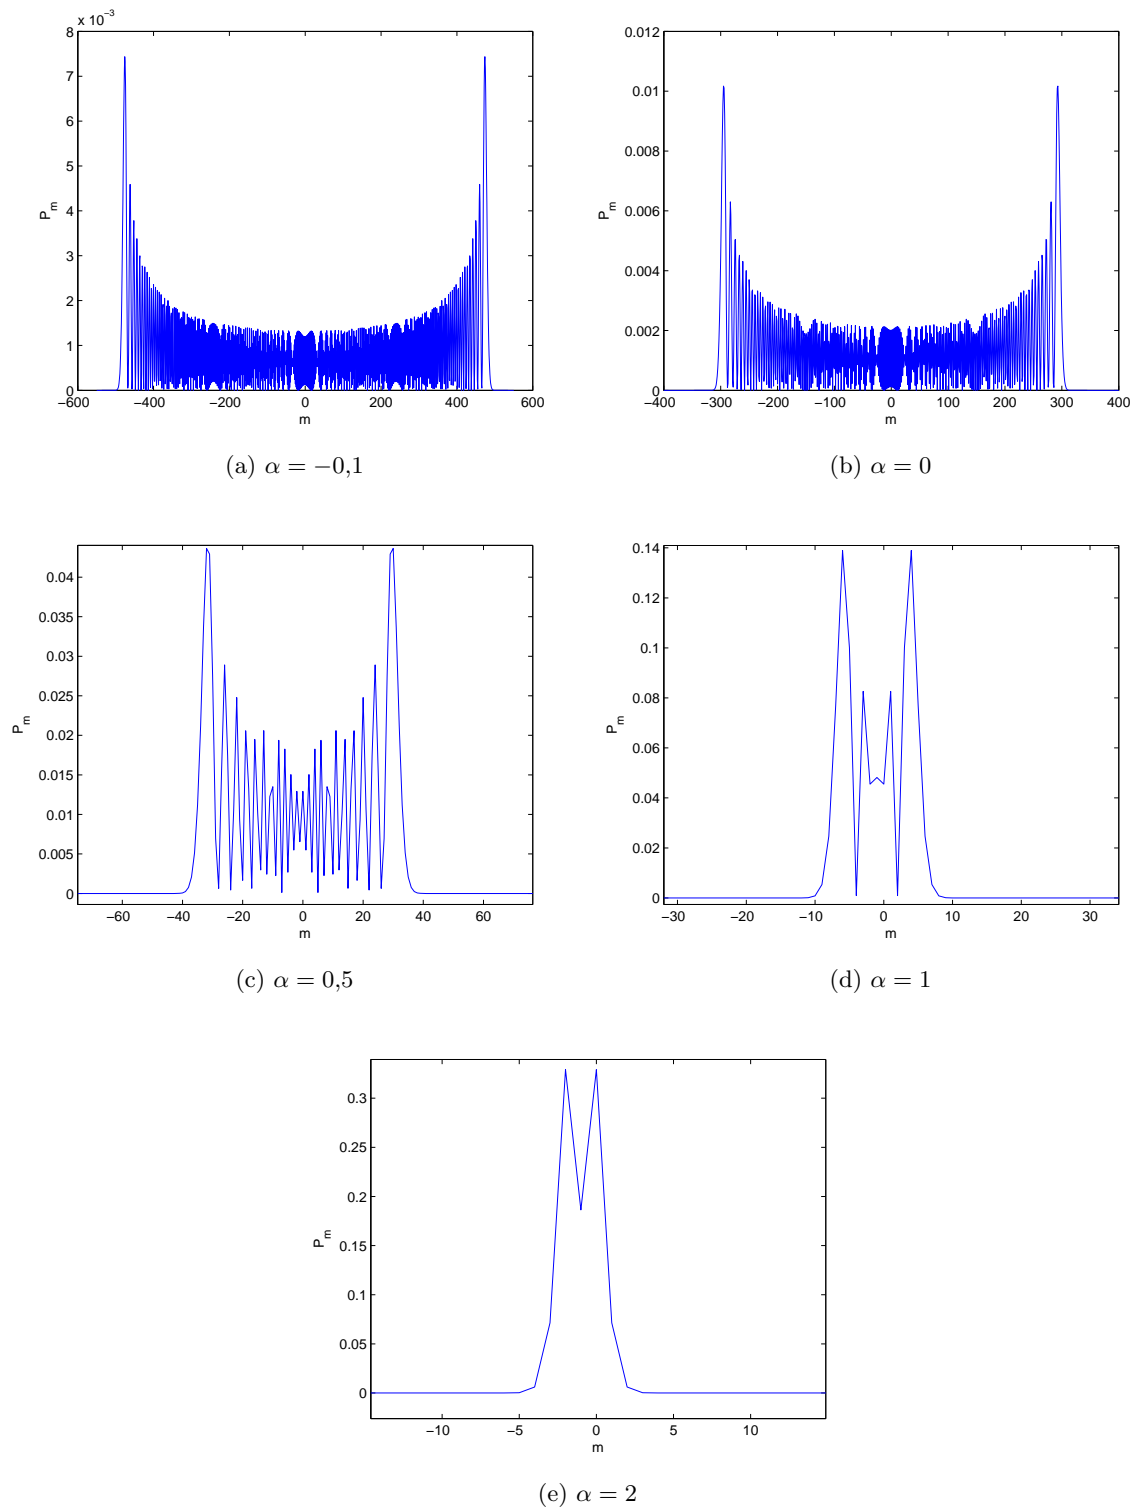 x 10⁻³
8
7
6
5
4
3
2
1
0
P_m
−600 −400 −200 0 200 400 600
m
(a) α = −0,1
0.012
0.01
0.008
0.006
0.004
0.002
0
P_m
−400 −300 −200 −100 0 100 200 300 400
m
(b) α = 0
0.04
0.035
0.03
0.025
0.02
0.015
0.01
0.005
0
P_m
−60 −40 −20 0 20 40 60
m
(c) α = 0,5
0.14
0.12
0.1
0.08
0.06
0.04
0.02
0
P_m
−30 −20 −10 0 10 20 30
m
(d) α = 1
0.3
0.25
0.2
0.15
0.1
0.05
0
P_m
−10 −5 0 5 10
m
(e) α = 2